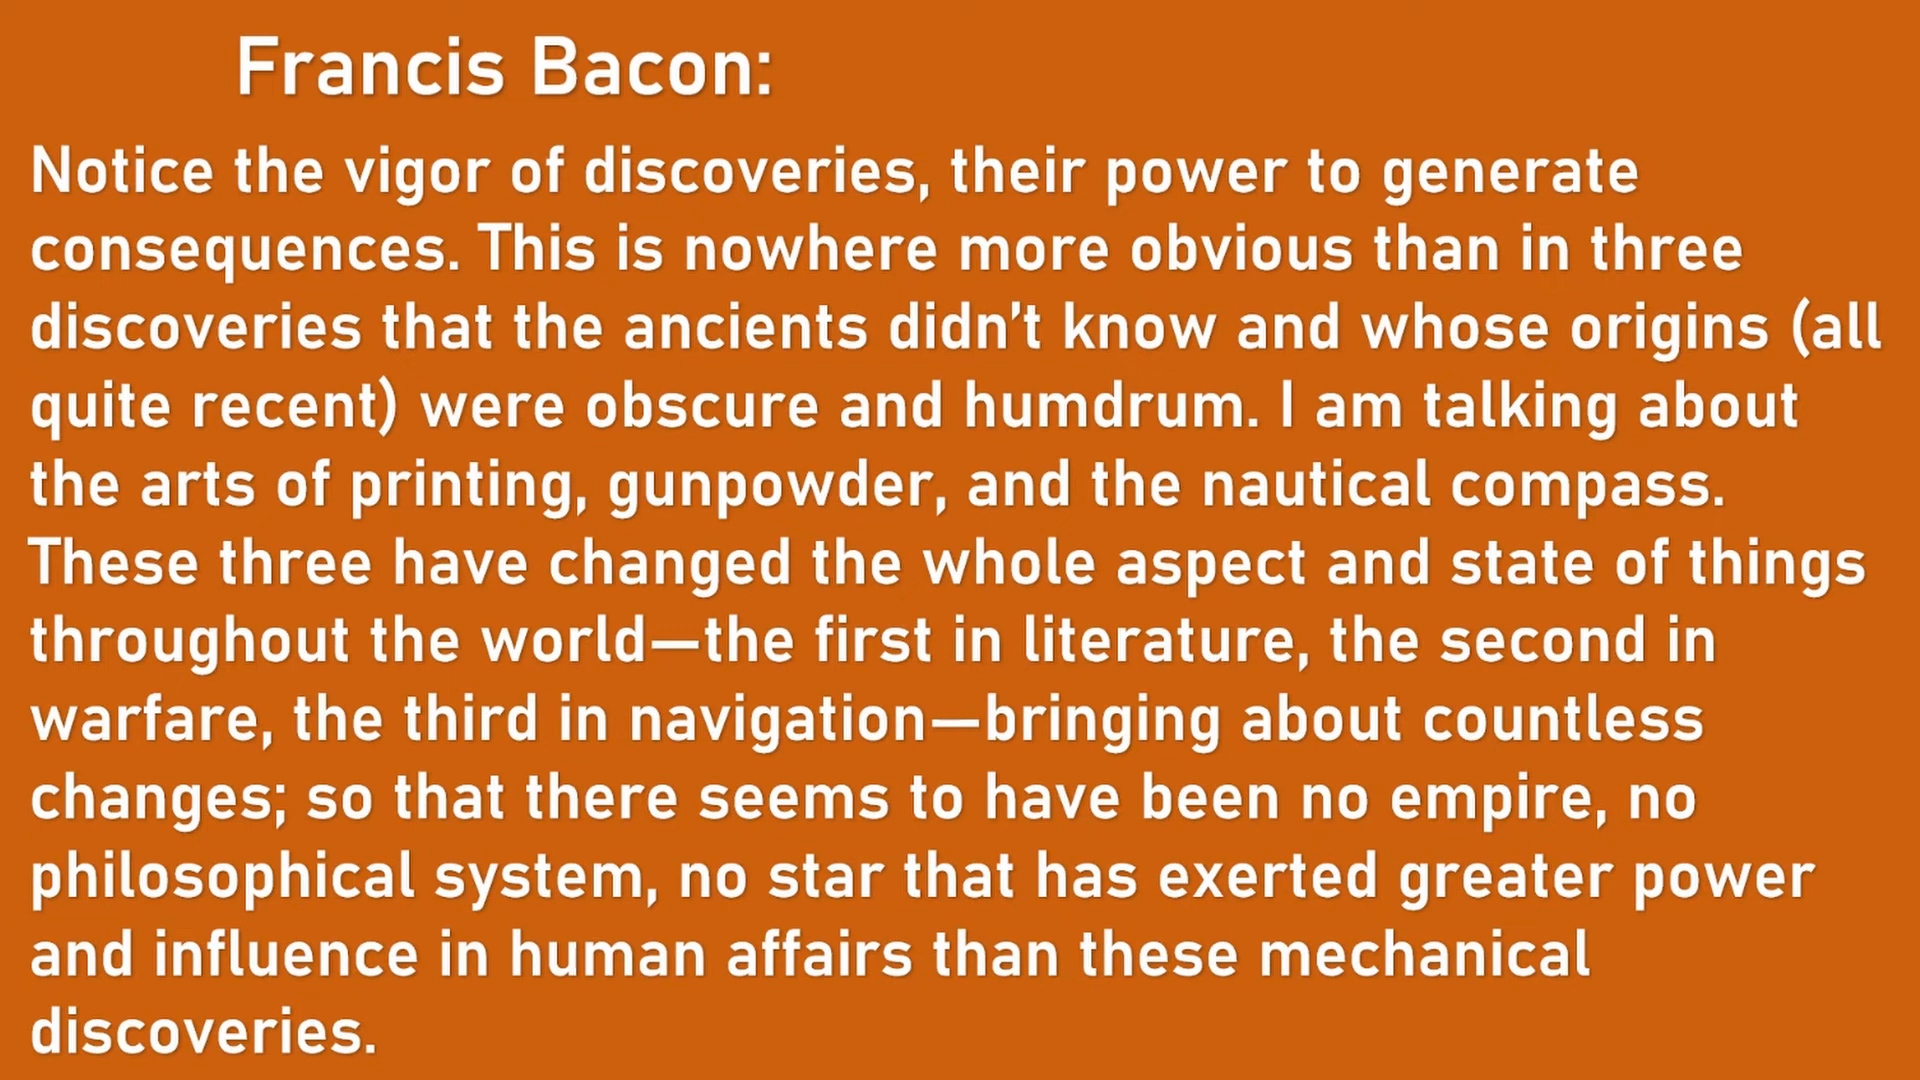 Francis Bacon:
Notice the vigor of discoveries, their power to generate
consequences. This is nowhere more obvious than in three
discoveries that the ancients didn’t know and whose origins (all
quite recent) were obscure and humdrum. I am talking about
the arts of printing, gunpowder, and the nautical compass.
These three have changed the whole aspect and state of things
throughout the world—the first in literature, the second in
warfare, the third in navigation—bringing about countless
changes; so that there seems to have been no empire, no
philosophical system, no star that has exerted greater power
and influence in human affairs than these mechanical
discoveries.